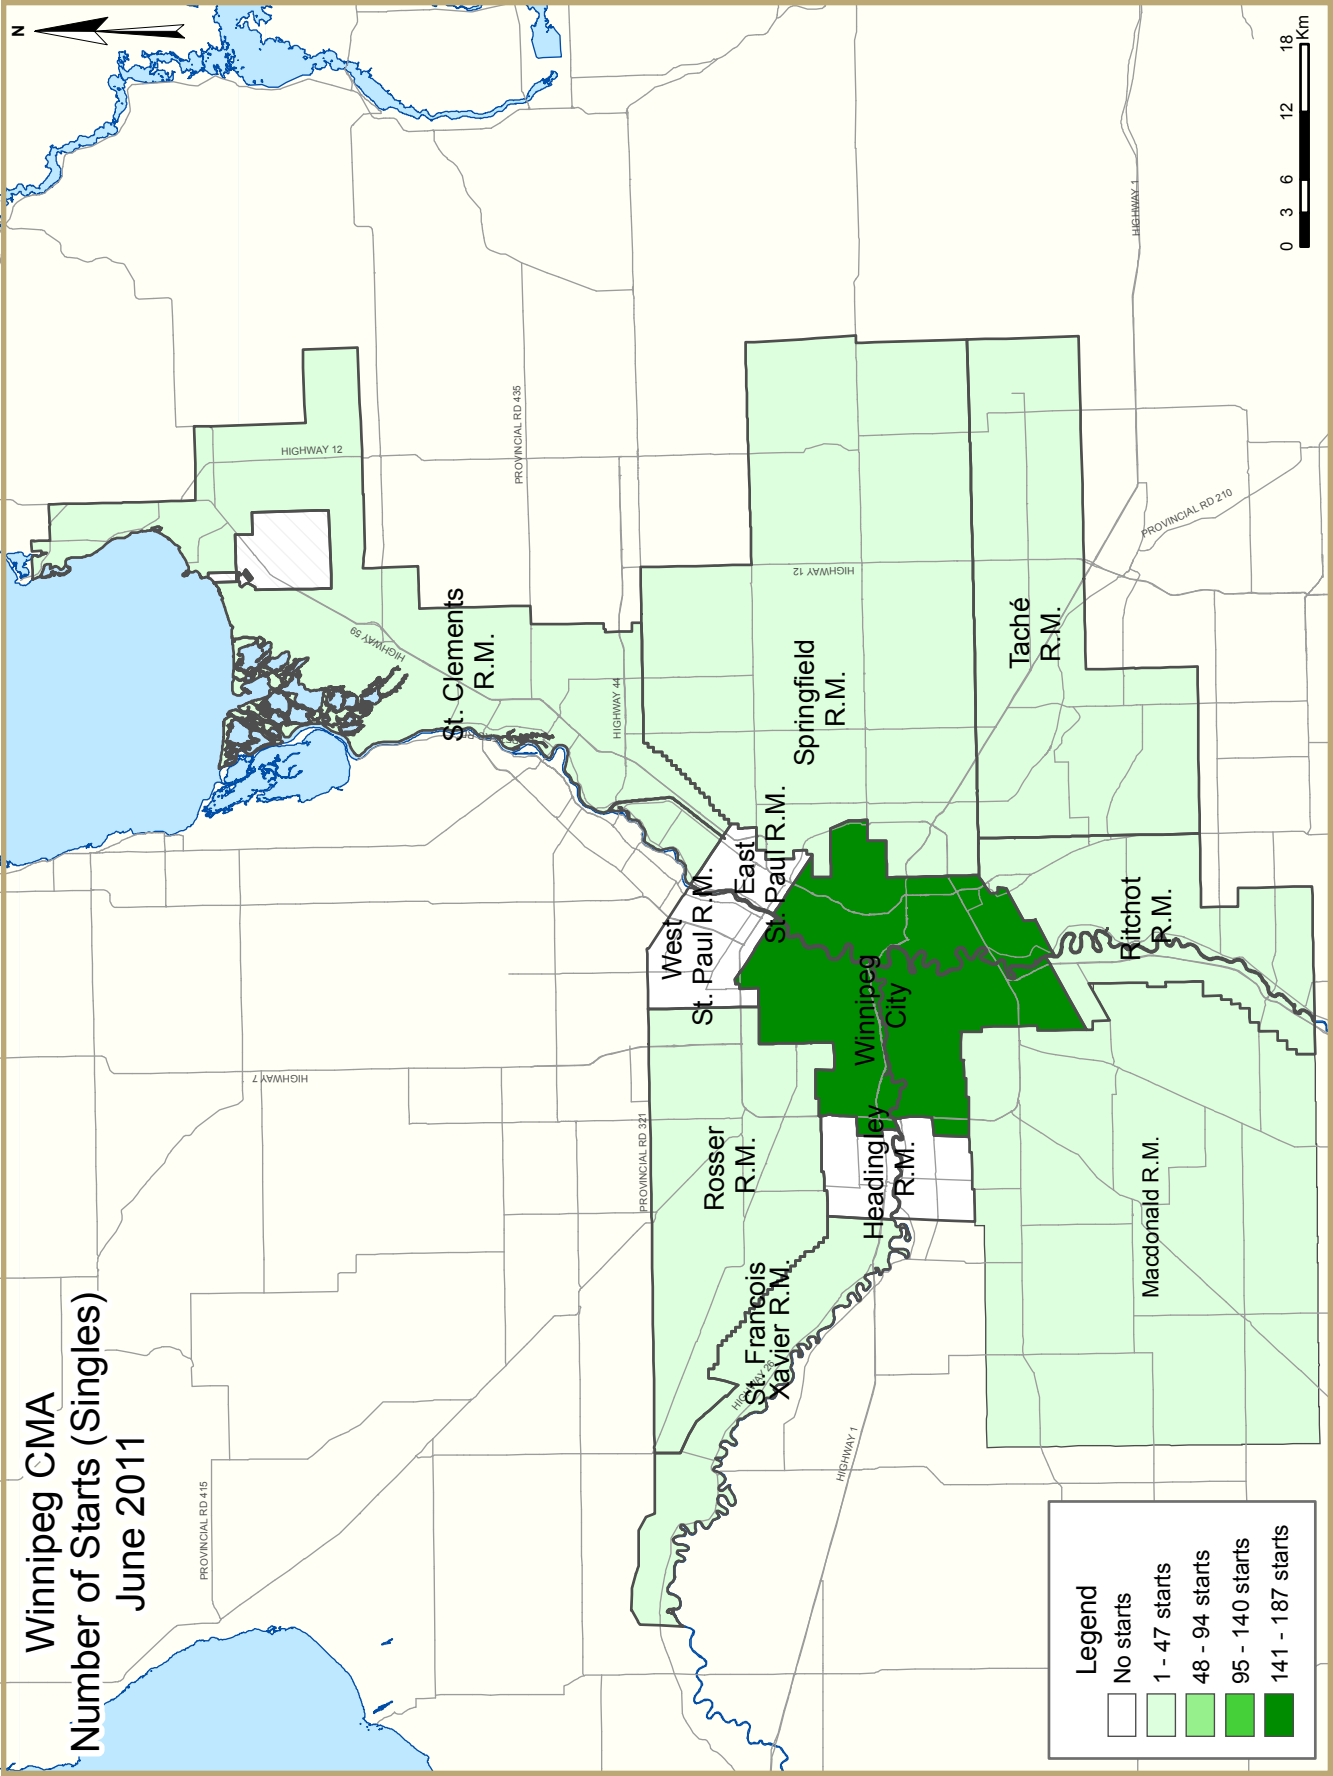 Winnipeg CMA
Number of Starts (Singles)
June 2011
N
PROVINCIAL RD 415
HIGHWAY 7
HIGHWAY 59
HIGHWAY 12
PROVINCIAL RD 435
St. Clements
R.M.
HIGHWAY 44
PROVINCIAL RD 321
West
St. Paul R.M.
East
St. Paul R.M.
Rosser
R.M.
St. Francois
Xavier R.M.
HIGHWAY 26
Springfield
R.M.
HIGHWAY 12
HIGHWAY 1
Headingley
R.M.
Winnipeg
City
HIGHWAY 1
Taché
R.M.
PROVINCIAL RD 210
Macdonald R.M.
Ritchot
R.M.
Legend
No starts
1 - 47 starts
48 - 94 starts
95 - 140 starts
141 - 187 starts
0 3 6 12 18
Km